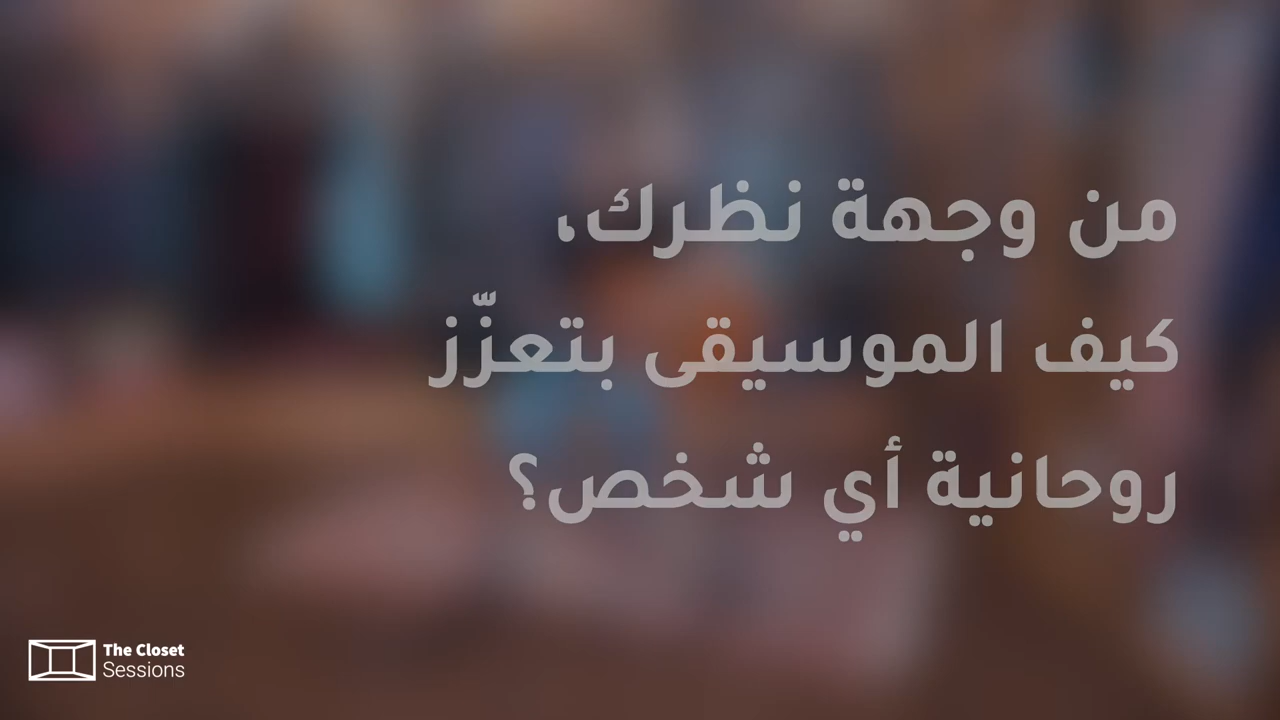 من وجهة نظرك،
كيف الموسيقى بتعزّز
روحانية أي شخص؟
The Closet
Sessions